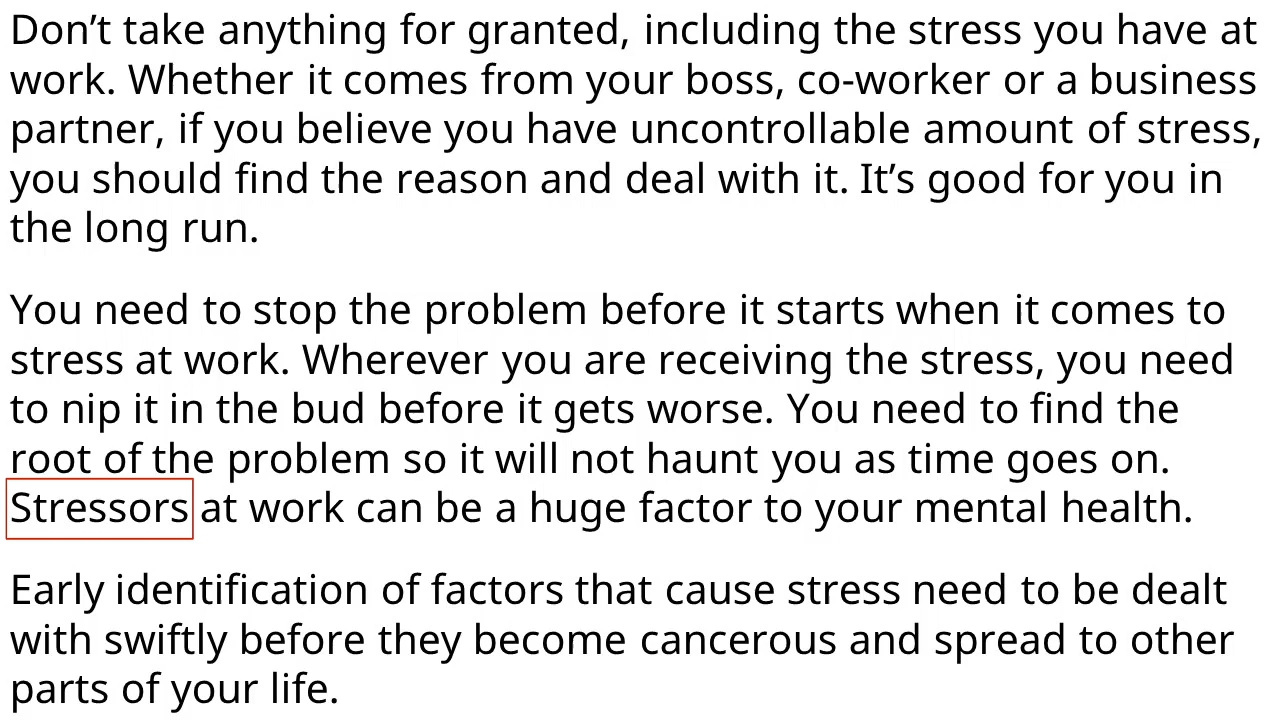 Don’t take anything for granted, including the stress you have at
work. Whether it comes from your boss, co-worker or a business
partner, if you believe you have uncontrollable amount of stress,
you should find the reason and deal with it. It’s good for you in
the long run.
You need to stop the problem before it starts when it comes to
stress at work. Wherever you are receiving the stress, you need
to nip it in the bud before it gets worse. You need to find the
root of the problem so it will not haunt you as time goes on.
Stressors at work can be a huge factor to your mental health.
Early identification of factors that cause stress need to be dealt
with swiftly before they become cancerous and spread to other
parts of your life.